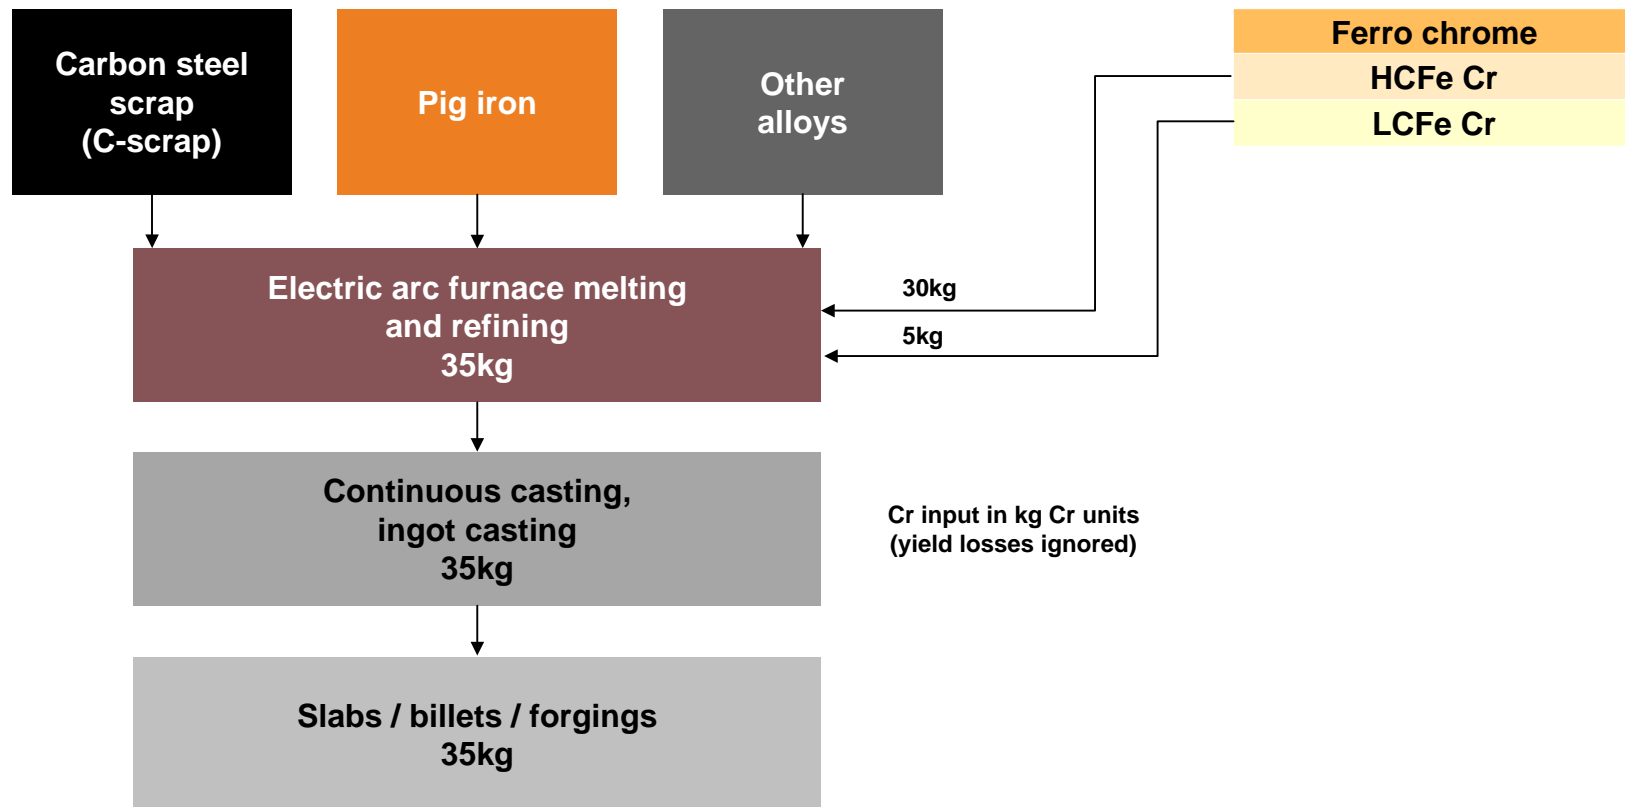 Carbon steel
scrap
(C-scrap)
Pig iron
Other
alloys
Ferro chrome
HCFe Cr
LCFe Cr
Electric arc furnace melting
and refining
35kg
30kg
5kg
Continuous casting,
ingot casting
35kg
Cr input in kg Cr units
(yield losses ignored)
Slabs / billets / forgings
35kg